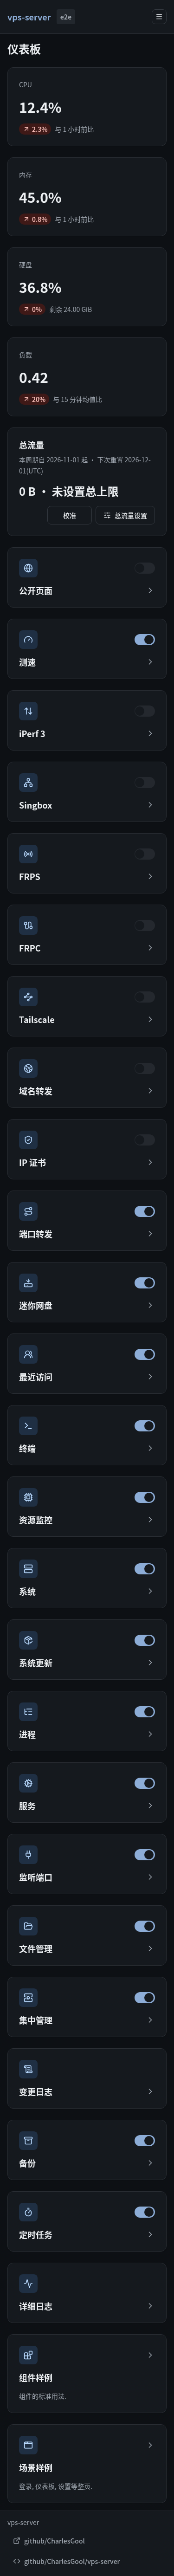 vps-server e2e
仪表板
CPU
12.4%
2.3% 与 1 小时前比
内存
45.0%
0.8% 与 1 小时前比
硬盘
36.8%
0% 剩余 24.00 GiB
负载
0.42
20% 与 15 分钟均值比
总流量
本周期自 2026-11-01 起 · 下次重置 2026-12-
01(UTC)
0 B · 未设置总上限
校准 总流量设置
公开页面
测速
iPerf 3
Singbox
FRPS
FRPC
Tailscale
域名转发
IP 证书
端口转发
迷你网盘
最近访问
终端
资源监控
系统
系统更新
进程
服务
监听端口
文件管理
集中管理
变更日志
备份
定时任务
详细日志
组件样例
组件的标准用法.
场景样例
登录, 仪表板, 设置等整页.
vps-server
github/CharlesGool
github/CharlesGool/vps-server